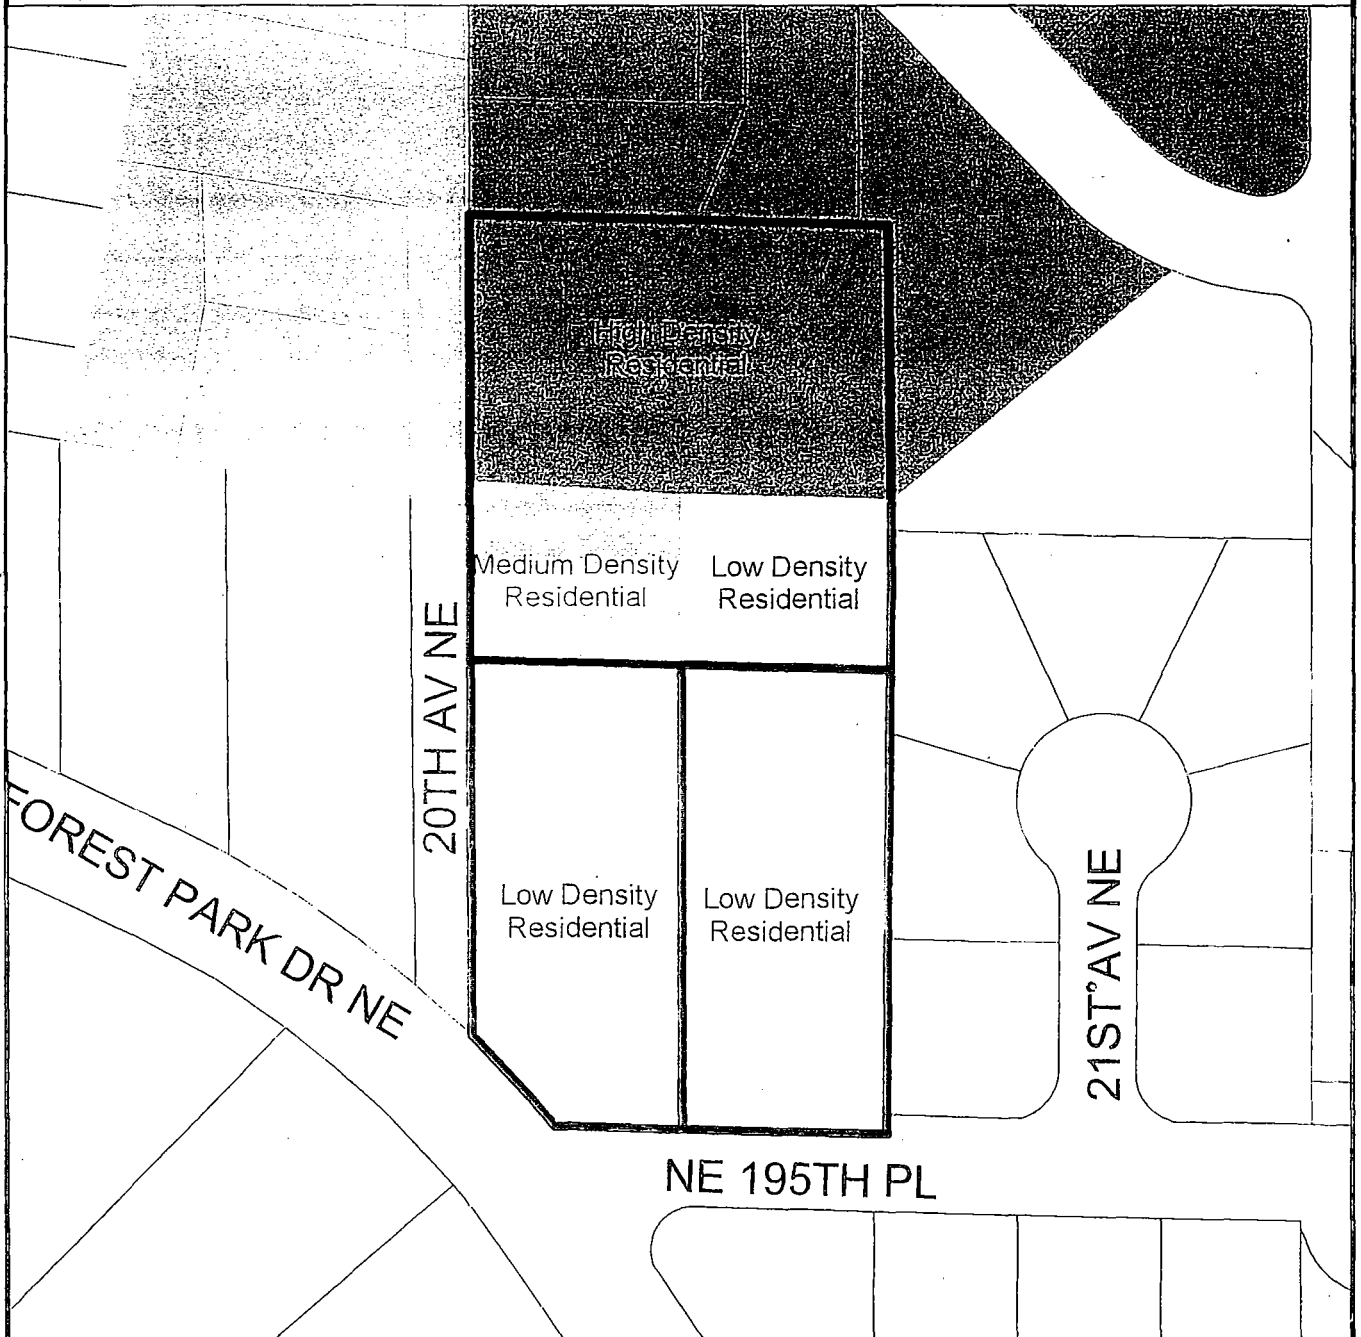 High Density
Residential
Medium Density
Residential
Low Density
Residential
20TH AV NE
Low Density
Residential
Low Density
Residential
FOREST PARK DR NE
21ST AV NE
NE 195TH PL